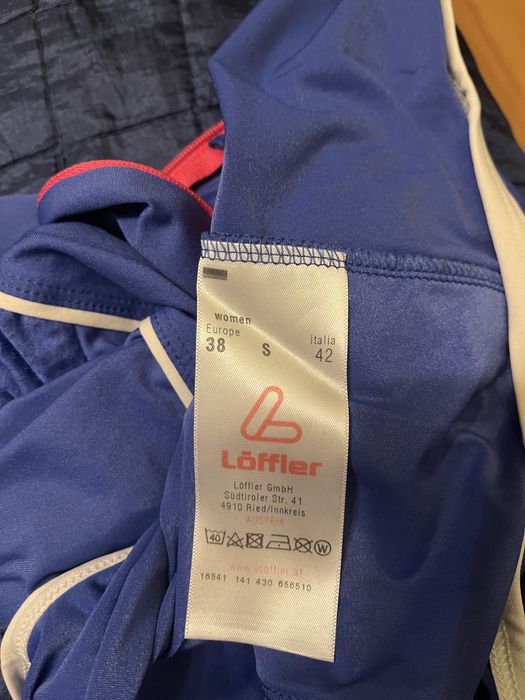 women
Europe Italia
38 S 42
Löffler
Löffler GmbH
Südtiroler Str. 41
4910 Ried/Innkreis
AUSTRIA
40 W
www.loeffler.at
16541 141 430 656510